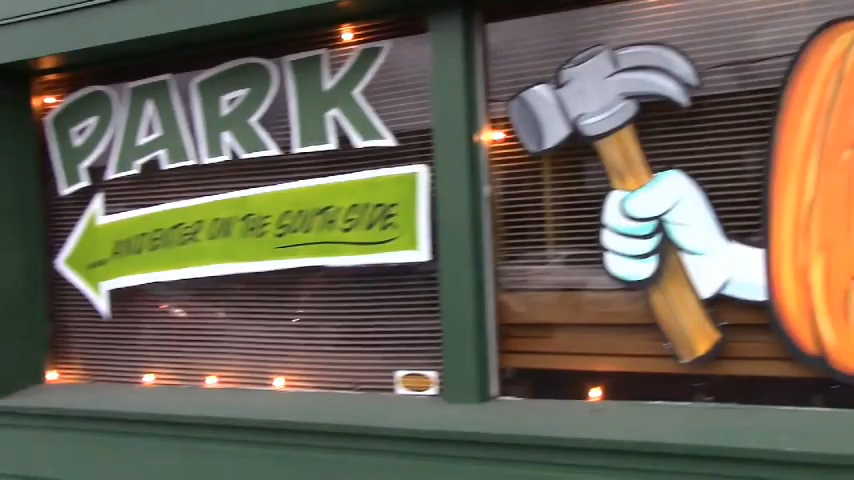 PARK
...AND ENTER ON THE SOUTH SIDE.